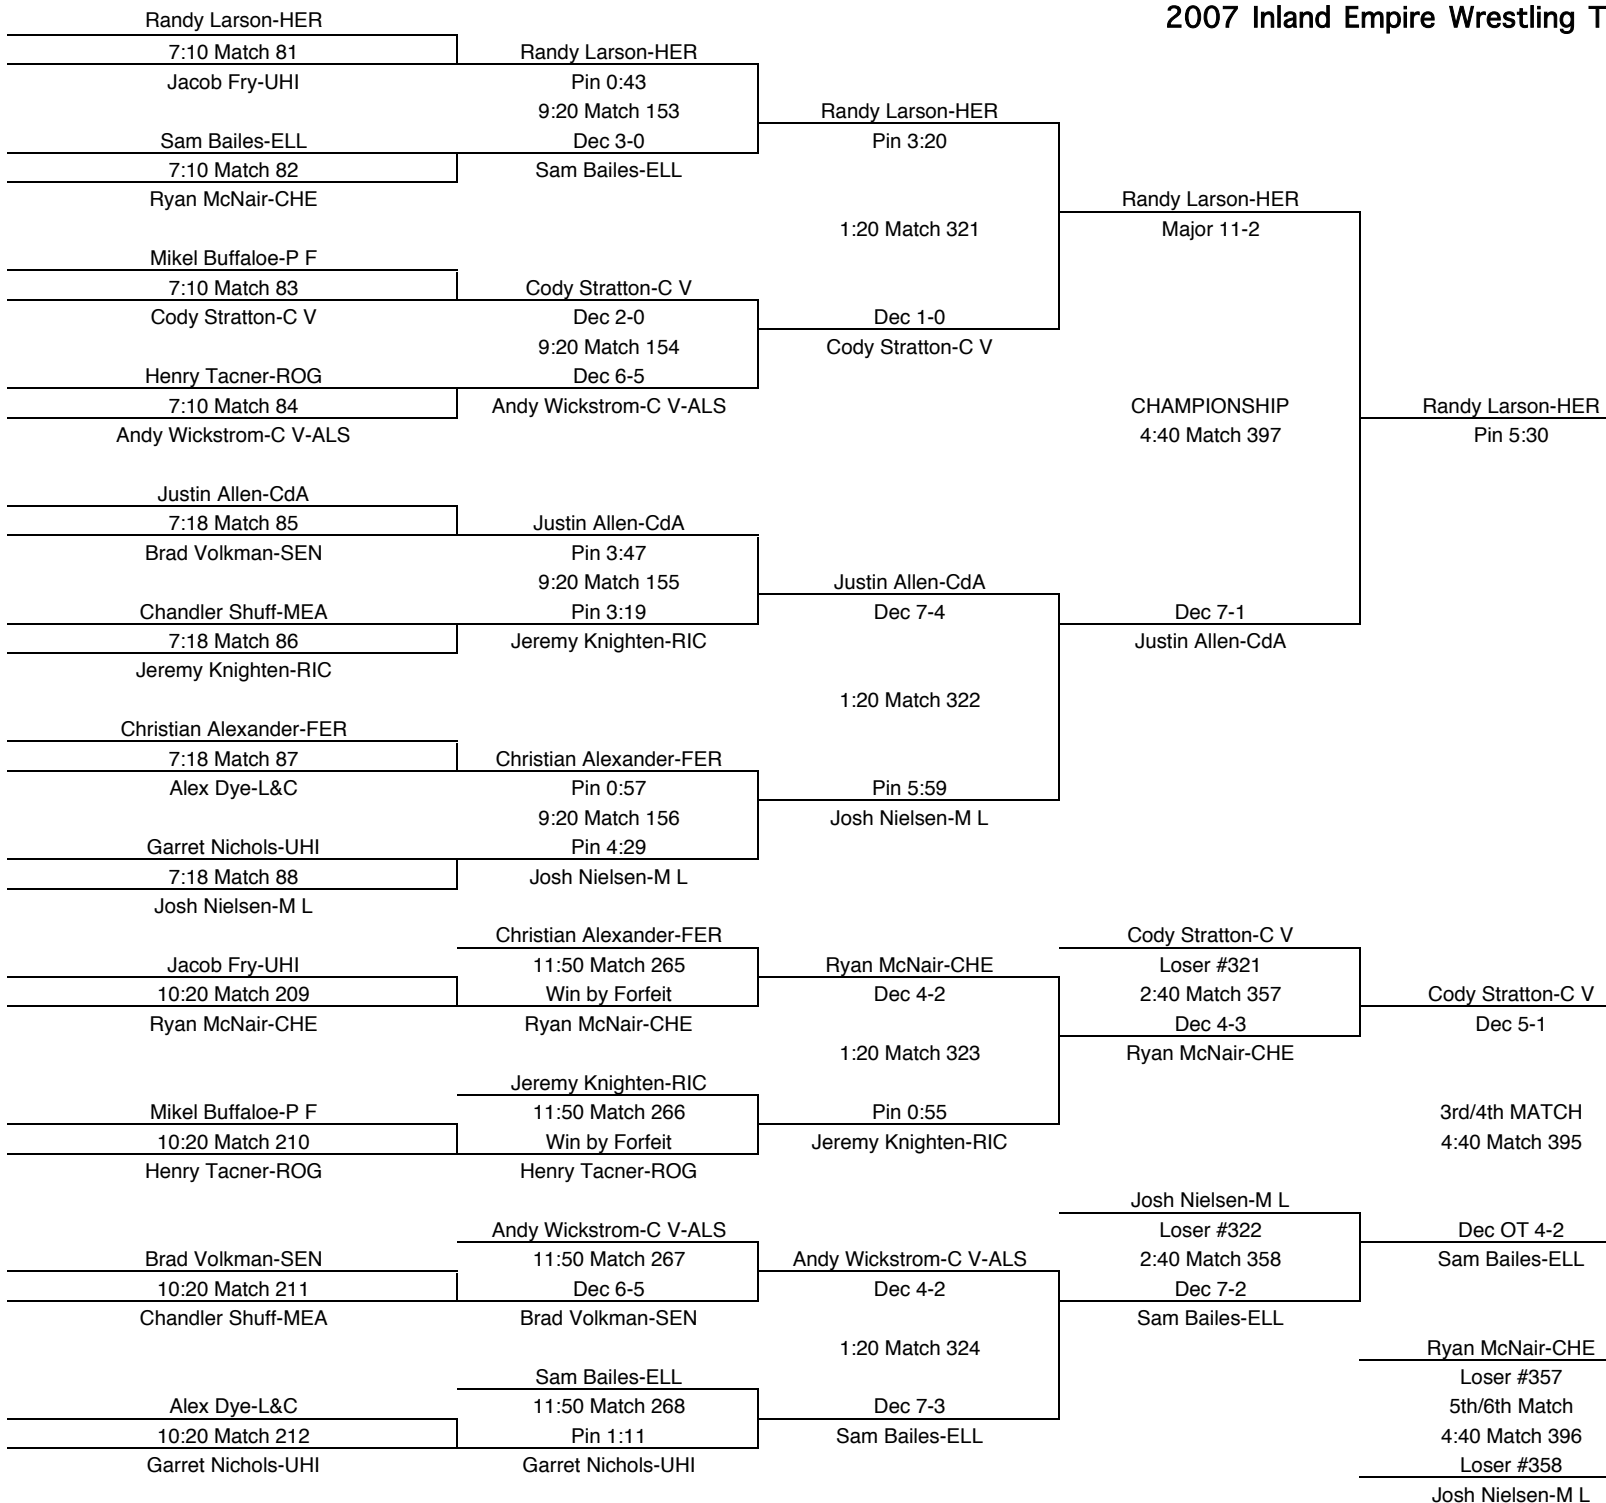 2007 Inland Empire Wrestling T
Randy Larson-HER
7:10 Match 81
Jacob Fry-UHI
Sam Bailes-ELL
7:10 Match 82
Ryan McNair-CHE
Mikel Buffaloe-P F
7:10 Match 83
Cody Stratton-C V
Henry Tacner-ROG
7:10 Match 84
Andy Wickstrom-C V-ALS
Justin Allen-CdA
7:18 Match 85
Brad Volkman-SEN
Chandler Shuff-MEA
7:18 Match 86
Jeremy Knighten-RIC
Christian Alexander-FER
7:18 Match 87
Alex Dye-L&C
Garret Nichols-UHI
7:18 Match 88
Josh Nielsen-M L
Randy Larson-HER
Pin 0:43
9:20 Match 153
Dec 3-0
Sam Bailes-ELL
Cody Stratton-C V
Dec 2-0
9:20 Match 154
Dec 6-5
Andy Wickstrom-C V-ALS
Justin Allen-CdA
Pin 3:47
9:20 Match 155
Pin 3:19
Jeremy Knighten-RIC
Christian Alexander-FER
Pin 0:57
9:20 Match 156
Pin 4:29
Josh Nielsen-M L
Randy Larson-HER
Pin 3:20
1:20 Match 321
Dec 1-0
Cody Stratton-C V
Justin Allen-CdA
Dec 7-4
1:20 Match 322
Pin 5:59
Josh Nielsen-M L
Randy Larson-HER
Major 11-2
CHAMPIONSHIP
4:40 Match 397
Dec 7-1
Justin Allen-CdA
Randy Larson-HER
Pin 5:30
Jacob Fry-UHI
10:20 Match 209
Ryan McNair-CHE
Mikel Buffaloe-P F
10:20 Match 210
Henry Tacner-ROG
Brad Volkman-SEN
10:20 Match 211
Chandler Shuff-MEA
Alex Dye-L&C
10:20 Match 212
Garret Nichols-UHI
Christian Alexander-FER
11:50 Match 265
Win by Forfeit
Ryan McNair-CHE
Jeremy Knighten-RIC
11:50 Match 266
Win by Forfeit
Henry Tacner-ROG
Andy Wickstrom-C V-ALS
11:50 Match 267
Dec 6-5
Brad Volkman-SEN
Sam Bailes-ELL
11:50 Match 268
Pin 1:11
Garret Nichols-UHI
Ryan McNair-CHE
Dec 4-2
1:20 Match 323
Pin 0:55
Jeremy Knighten-RIC
Andy Wickstrom-C V-ALS
Dec 4-2
1:20 Match 324
Dec 7-3
Sam Bailes-ELL
Cody Stratton-C V
Loser #321
2:40 Match 357
Dec 4-3
Ryan McNair-CHE
Josh Nielsen-M L
Loser #322
2:40 Match 358
Dec 7-2
Sam Bailes-ELL
Cody Stratton-C V
Dec 5-1
3rd/4th MATCH
4:40 Match 395
Dec OT 4-2
Sam Bailes-ELL
Ryan McNair-CHE
Loser #357
5th/6th Match
4:40 Match 396
Loser #358
Josh Nielsen-M L